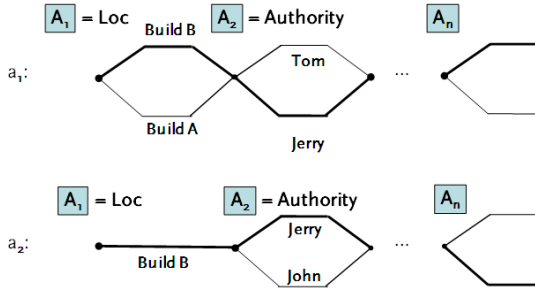 A₁ = Loc A₂ = Authority Aₙ
Build B
Tom
a₁: ...
Build A
Jerry
A₁ = Loc A₂ = Authority Aₙ
Jerry
a₂: ...
Build B
John